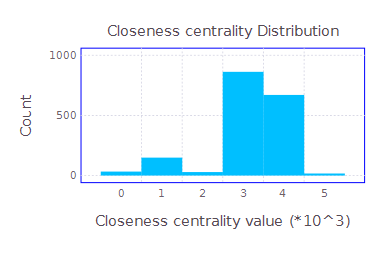 Closeness centrality Distribution
1000
500
0
Count
0 1 2 3 4 5
Closeness centrality value (*10^3)